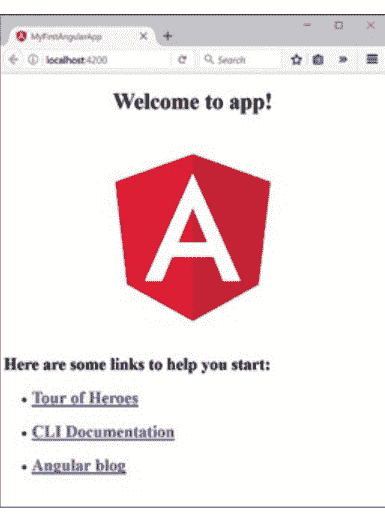 MyFirstAngularApp
localhost:4200
Search
Welcome to app!
A
Here are some links to help you start:
Tour of Heroes
CLI Documentation
Angular blog